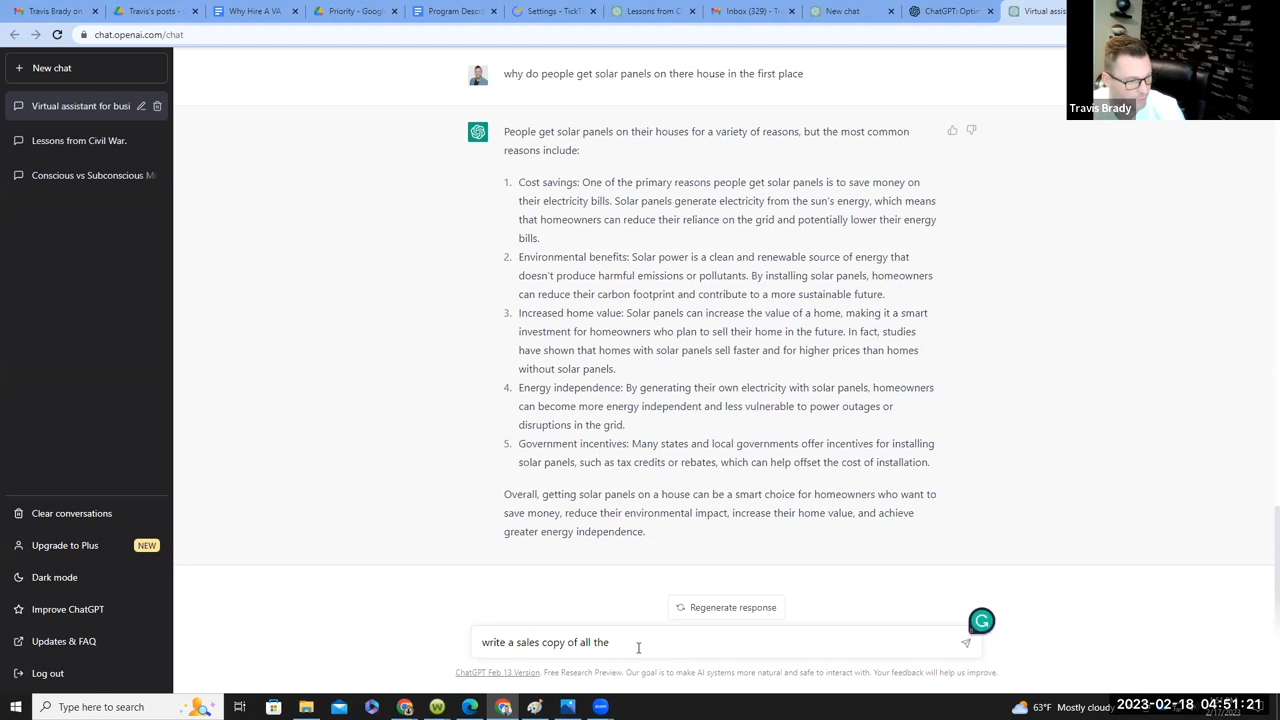 M Inbox
Travis's posts -
Why Hire A VA
Priority - Google
Program Descri
Settings - TikT
Lessons from C
Inbox (329) - T
New chat
ChatGPT: Optim
Virtual assistan
chat.openai.com/chat
New chat
Virtual assistant for busi
Lessons from Civil War.
Conscious vs Subconscious M
Clear conversations
Upgrade to Plus
NEW
Dark mode
Improve ChatGPT
Updates & FAQ
Log out
why do people get solar panels on there house in the first place
People get solar panels on their houses for a variety of reasons, but the most common
reasons include:
1. Cost savings: One of the primary reasons people get solar panels is to save money on
their electricity bills. Solar panels generate electricity from the sun's energy, which means
that homeowners can reduce their reliance on the grid and potentially lower their energy
bills.
2. Environmental benefits: Solar power is a clean and renewable source of energy that
doesn't produce harmful emissions or pollutants. By installing solar panels, homeowners
can reduce their carbon footprint and contribute to a more sustainable future.
3. Increased home value: Solar panels can increase the value of a home, making it a smart
investment for homeowners who plan to sell their home in the future. In fact, studies
have shown that homes with solar panels sell faster and for higher prices than homes
without solar panels.
4. Energy independence: By generating their own electricity with solar panels, homeowners
can become more energy independent and less vulnerable to power outages or
disruptions in the grid.
5. Government incentives: Many states and local governments offer incentives for installing
solar panels, such as tax credits or rebates, which can help offset the cost of installation.
Overall, getting solar panels on a house can be a smart choice for homeowners who want to
save money, reduce their environmental impact, increase their home value, and achieve
greater energy independence.
Regenerate response
write a sales copy of all the
ChatGPT Feb 13 Version. Free Research Preview. Our goal is to make AI systems more natural and safe to interact with. Your feedback will help us improve.
Travis Brady
Type here to search
63°F Mostly cloudy
2023-02-18 04:51:21
2/17/2023